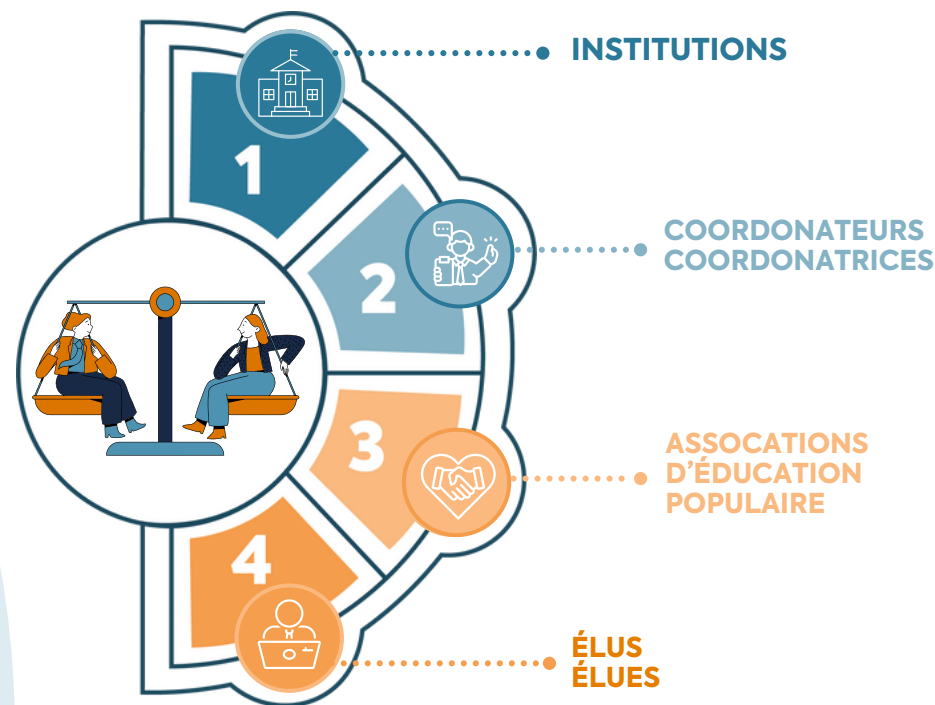 1
INSTITUTIONS
2
COORDONATEURS
COORDONATRICES
3
ASSOCATIONS
D'ÉDUCATION
POPULAIRE
4
ÉLUS
ÉLUES